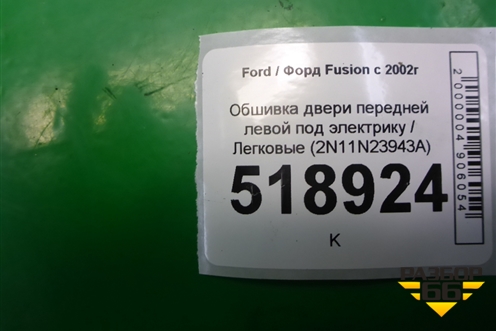 Ford / Форд Fusion с 2002г
Обшивка двери передней
левой под электрику /
Легковые (2N11N23943A)
518924
К
2000004906054
РАЗБОР
66